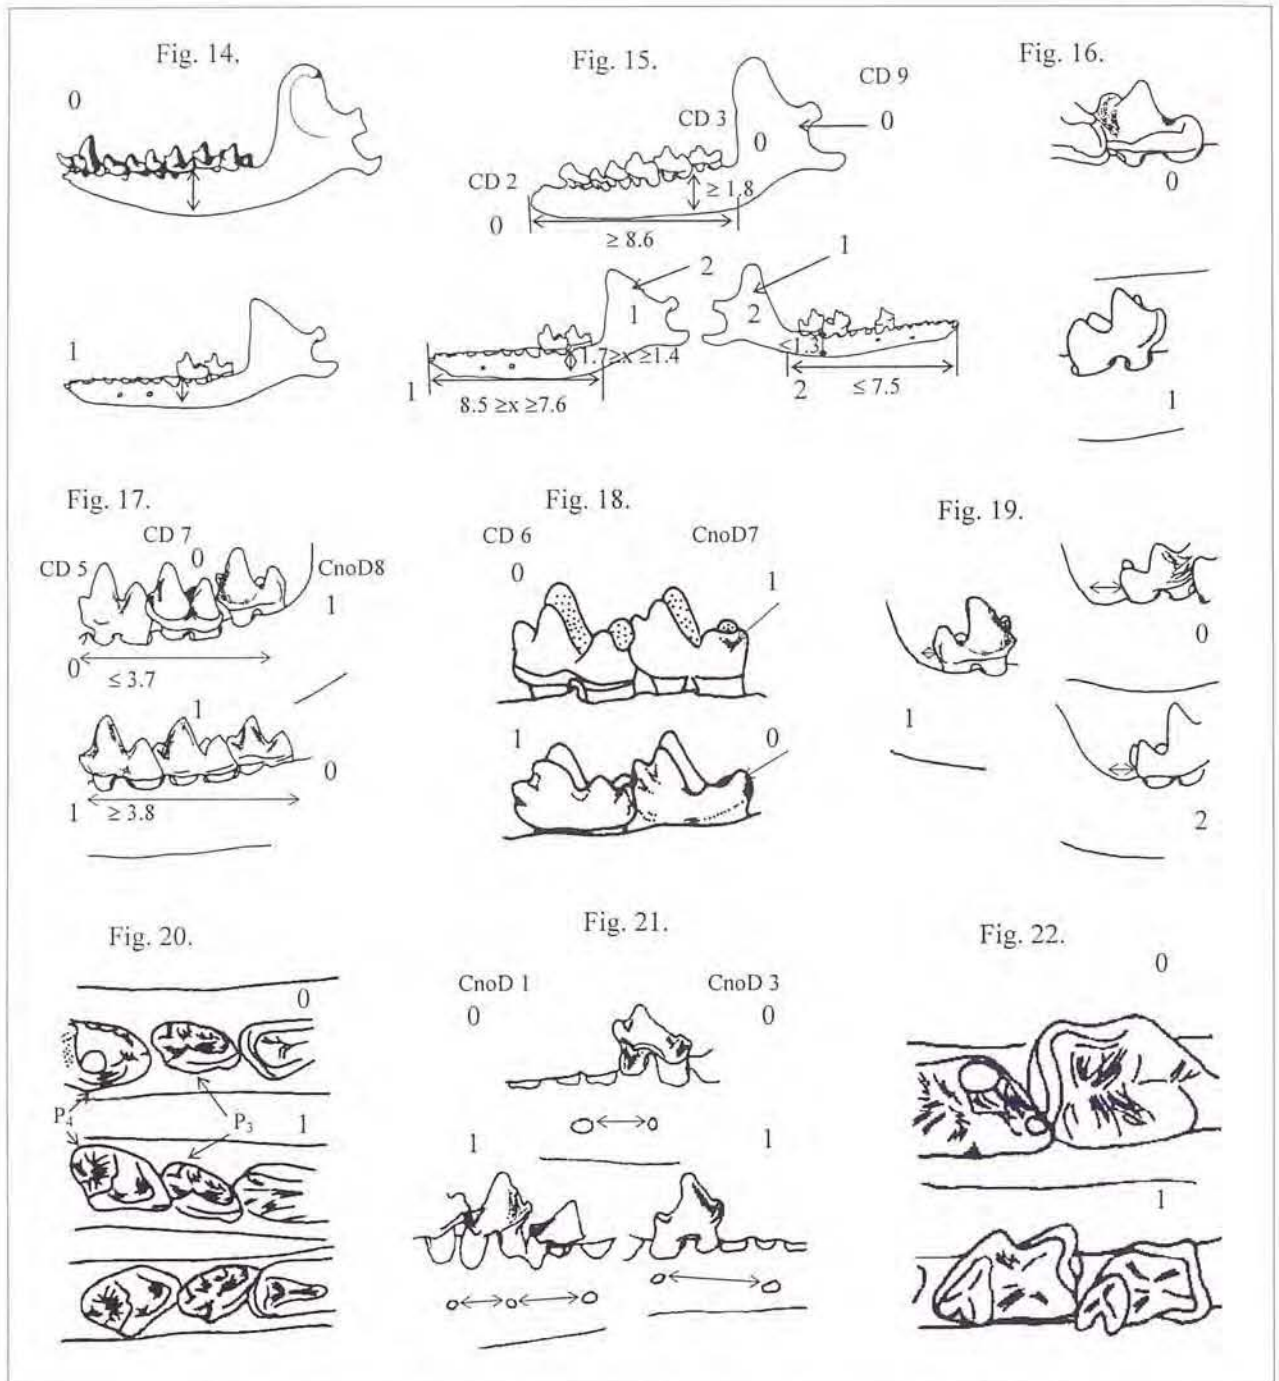 Fig. 14.
0
1
Fig. 15.
CD 9
0
CD 3
0
CD 2
≥ 1.8
0
≥ 8.6
2
1
1
2
1.7 ≥x ≥1.4
<1.3
1
8.5 ≥x ≥7.6
2
≤ 7.5
Fig. 16.
0
1
Fig. 17.
CD 7
0
CD 5
CnoD8
1
0
≤ 3.7
1
0
1
≥ 3.8
Fig. 18.
CD 6
CnoD7
0
1
1
0
Fig. 19.
0
1
2
Fig. 20.
0
P4
P3
1
Fig. 21.
CnoD 1
CnoD 3
0
0
1
1
Fig. 22.
0
1